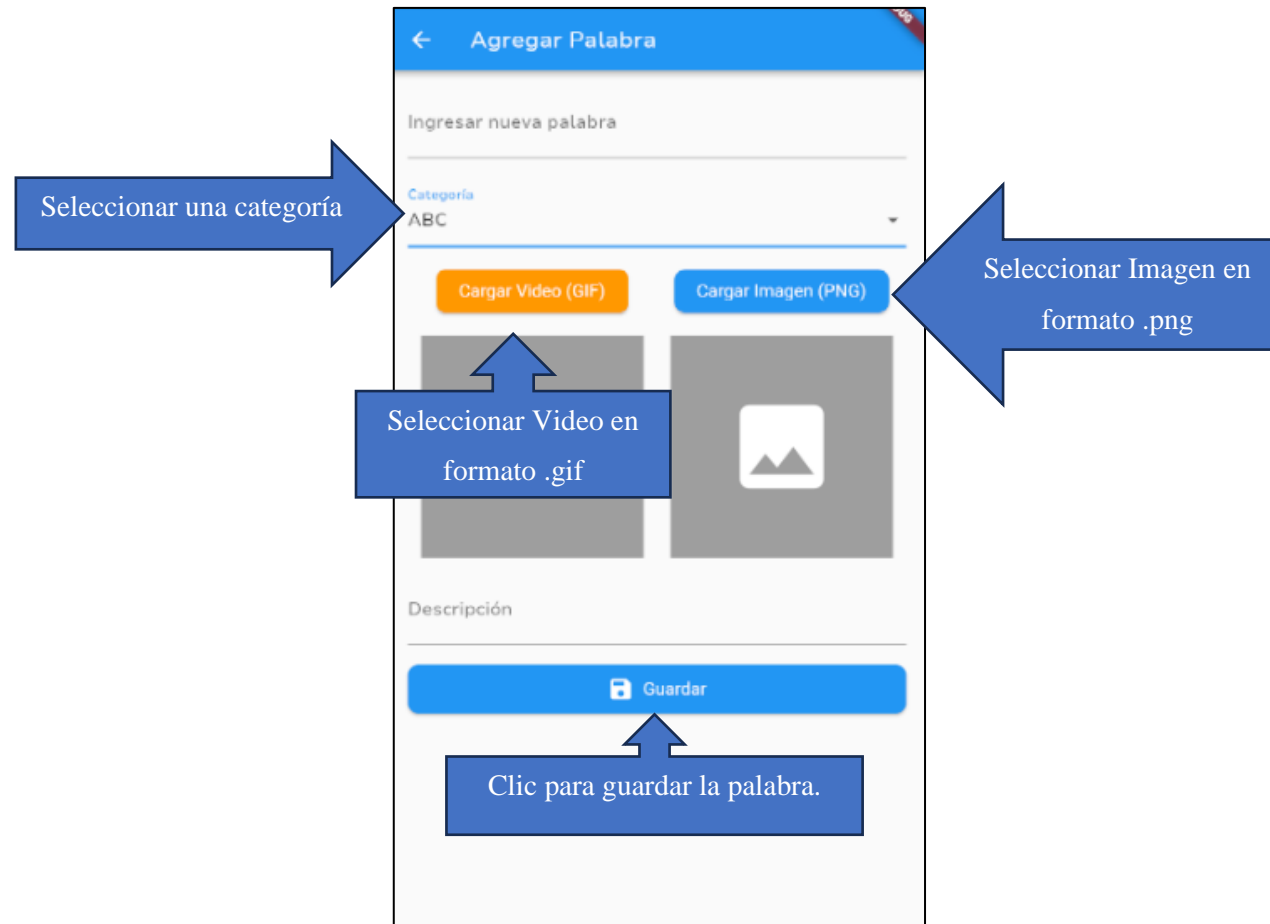 Agregar Palabra
Ingresar nueva palabra
Seleccionar una categoría
Categoría
ABC
Cargar Video (GIF)
Cargar Imagen (PNG)
Seleccionar Imagen en
formato .png
Seleccionar Video en
formato .gif
Descripción
Guardar
Clic para guardar la palabra.